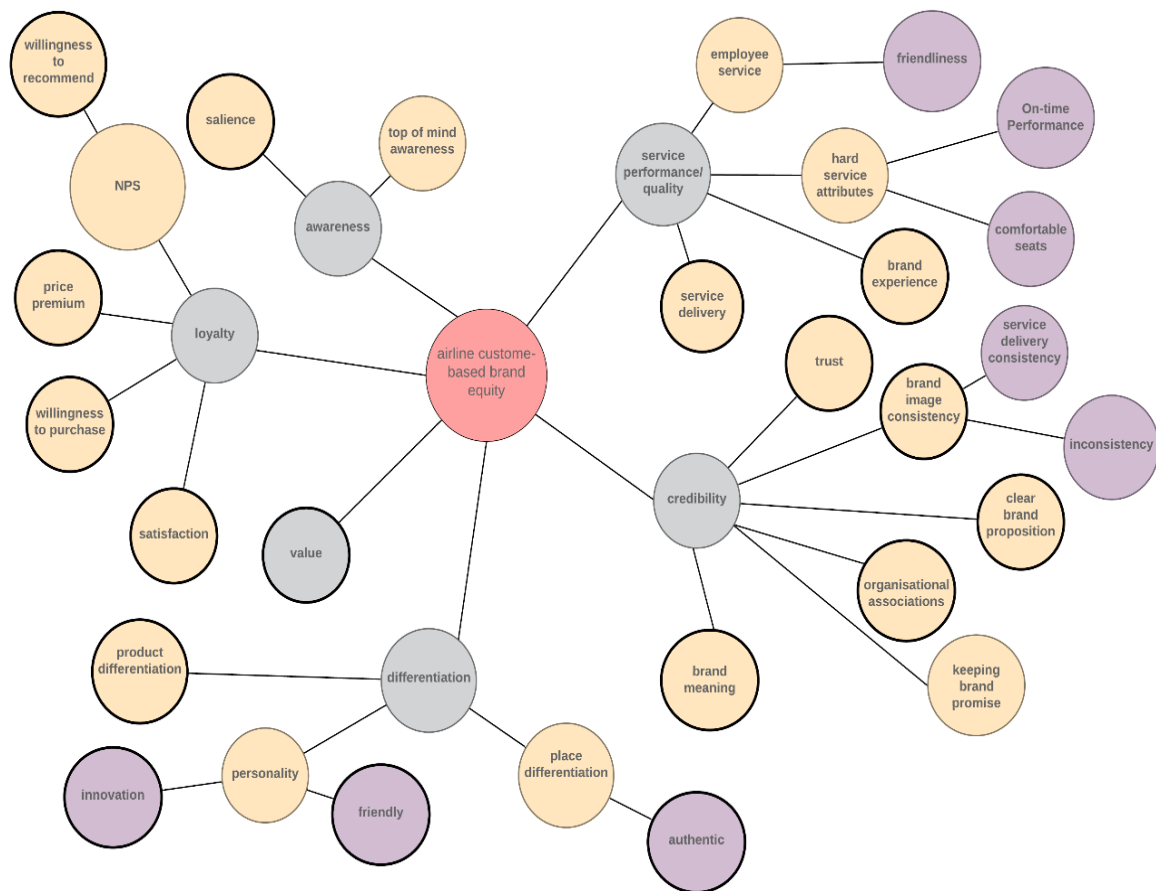 willingness
to
recommend
salience
top of mind
awareness
NPS
awareness
price
premium
loyalty
willingness
to purchase
satisfaction
value
airline custome-
based brand
equity
employee
service
friendliness
On-time
Performance
service
performance/
quality
hard
service
attributes
comfortable
seats
brand
experience
service
delivery
service
delivery
consistency
trust
brand
image
consistency
inconsistency
credibility
clear
brand
proposition
organisational
associations
brand
meaning
keeping
brand
promise
product
differentiation
differentiation
personality
place
differentiation
innovation
friendly
authentic